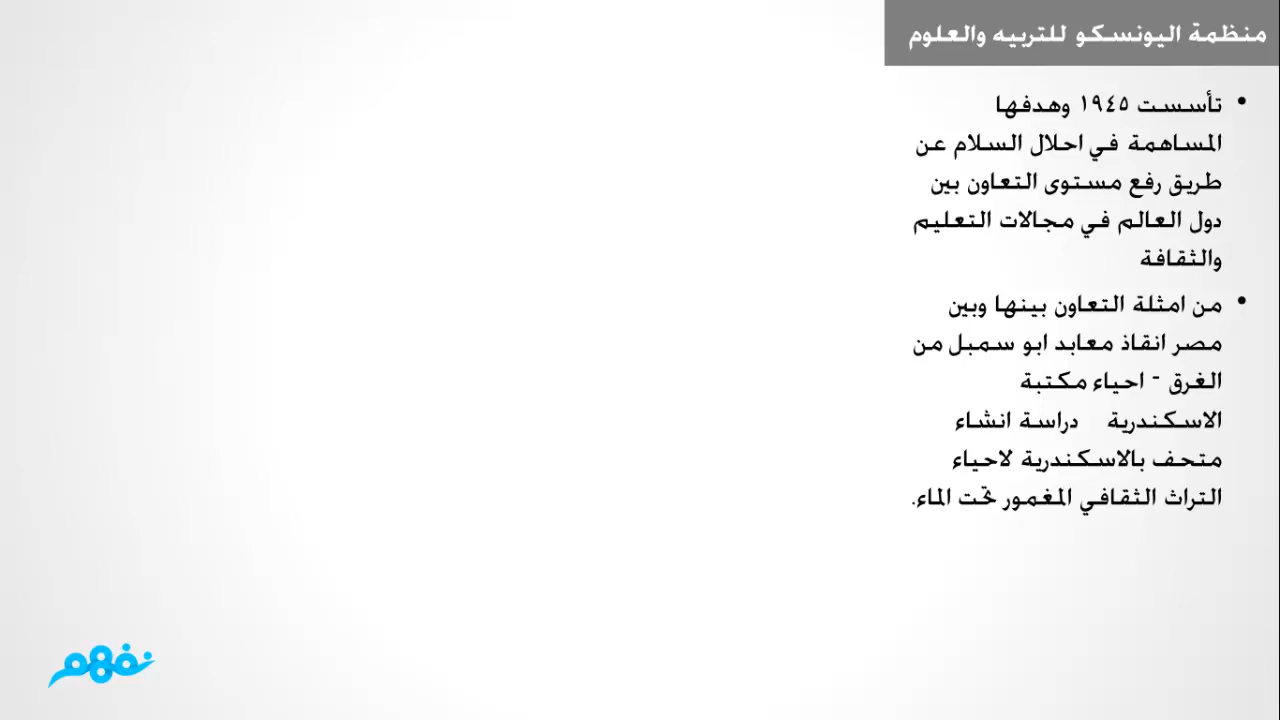 منظمة اليونسكو للتربيه والعلوم
• تأسست ١٩٤٥ وهدفها
المساهمة في احلال السلام عن
طريق رفع مستوى التعاون بين
دول العالم في مجالات التعليم
والثقافة
• من امثلة التعاون بينها وبين
مصر انقاذ معابد ابو سمبل من
الغرق - احياء مكتبة
الاسكندرية دراسة انشاء
متحف بالاسكندرية لاحياء
التراث الثقافي المغمور تحت الماء.
نفهم